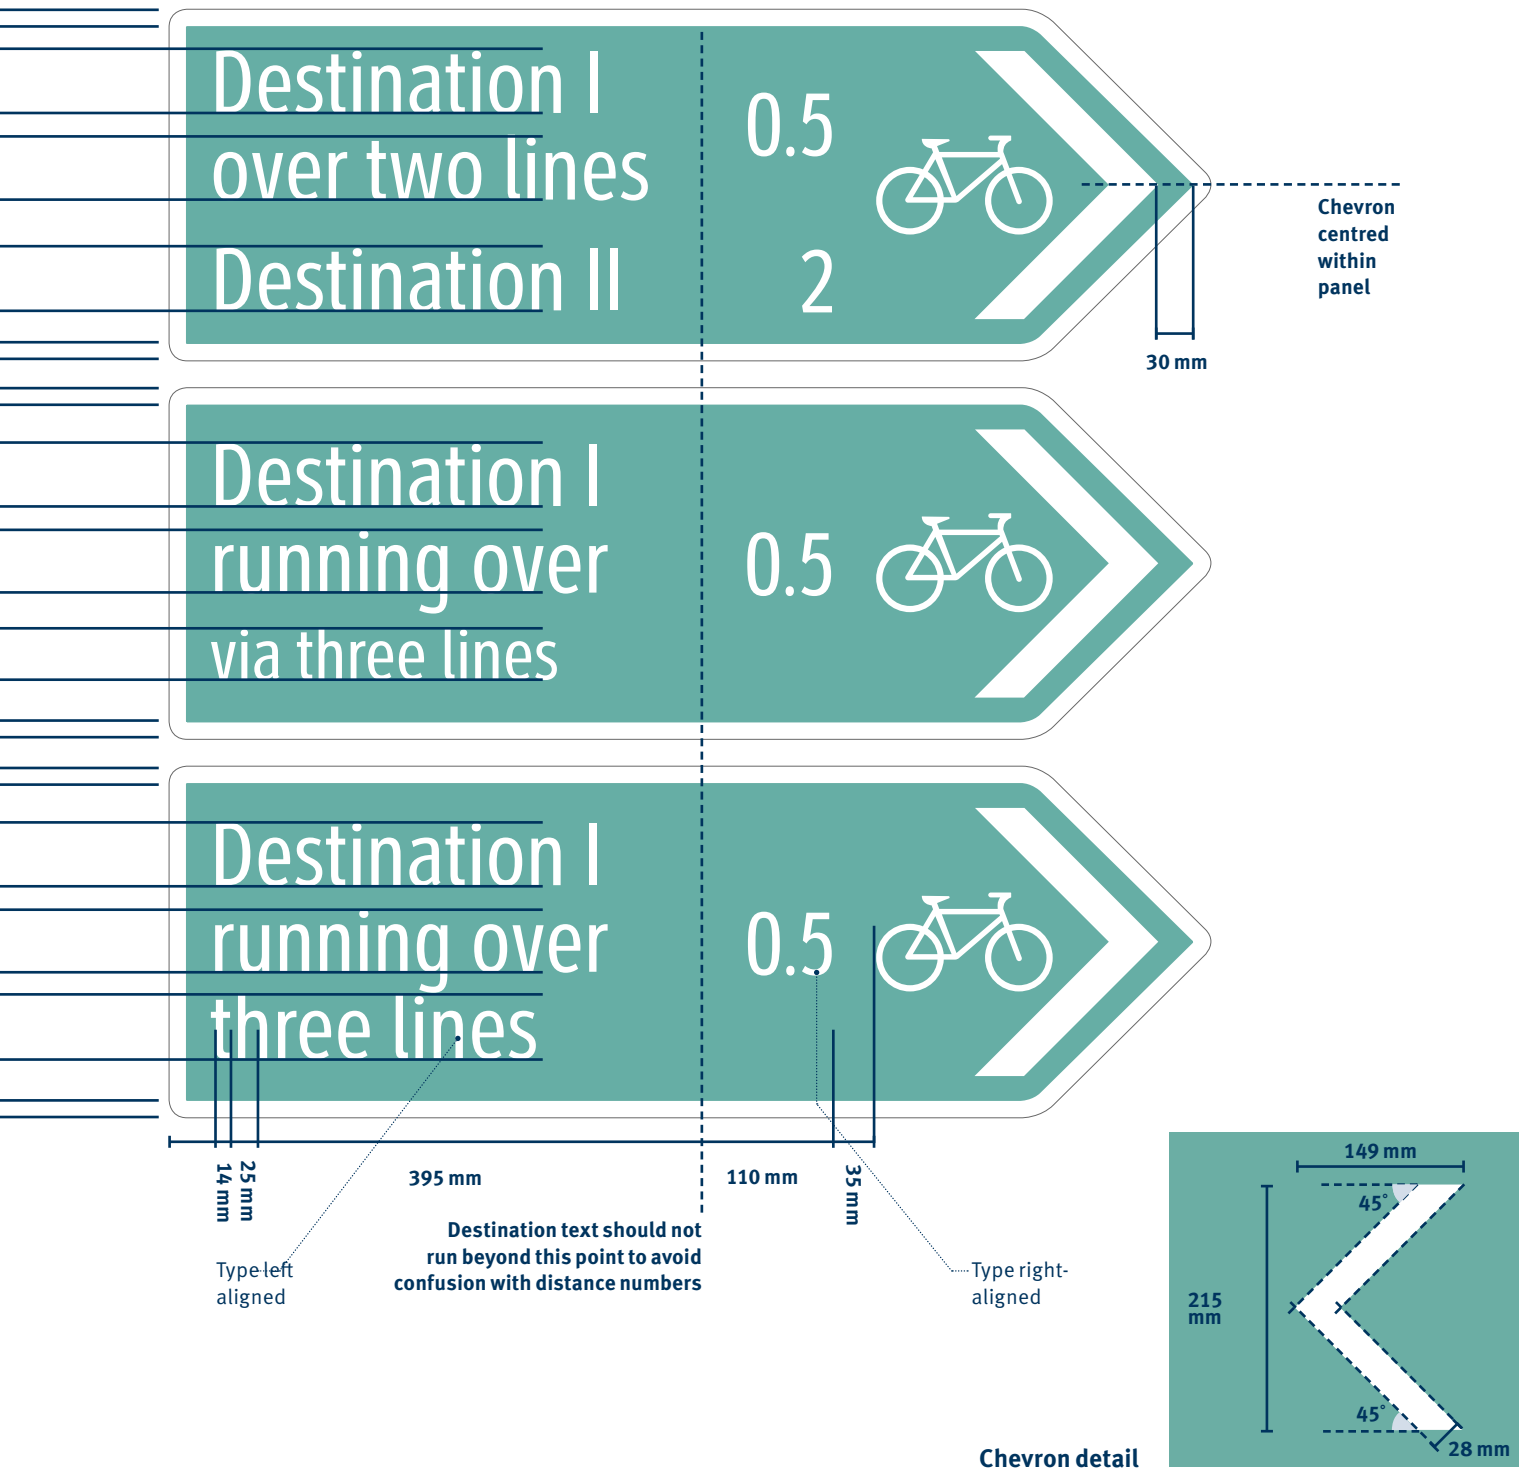 Destination I
over two lines
0.5
Destination II
2
Chevron
centred
within
panel
30 mm
Destination I
running over
via three lines
0.5
Destination I
running over
three lines
0.5
14 mm
25 mm
395 mm
110 mm
35 mm
Destination text should not
run beyond this point to avoid
confusion with distance numbers
Type left
aligned
Type right-
aligned
149 mm
45°
215
mm
45°
28 mm
Chevron detail